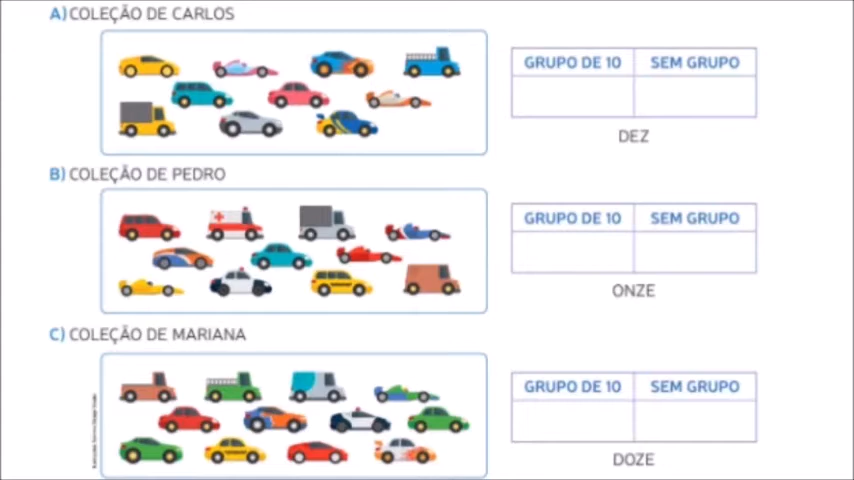 A) COLEÇÃO DE CARLOS
GRUPO DE 10 SEM GRUPO
DEZ
B) COLEÇÃO DE PEDRO
GRUPO DE 10 SEM GRUPO
ONZE
C) COLEÇÃO DE MARIANA
GRUPO DE 10 SEM GRUPO
DOZE